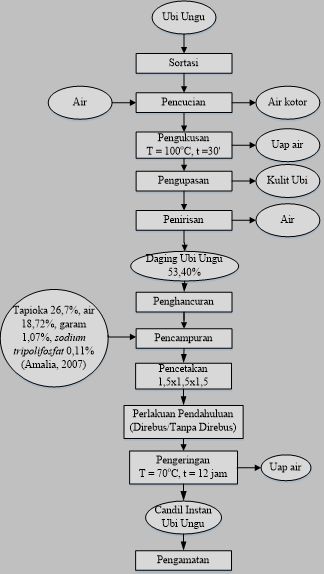 Ubi Ungu
Sortasi
Air
Pencucian
Air kotor
Pengukusan
T = 100°C, t =30'
Uap air
Pengupasan
Kulit Ubi
Penirisan
Air
Daging Ubi Ungu
53,40%
Penghancuran
Tapioka 26,7%, air
18,72%, garam
1,07%, sodium
tripolifosfat 0,11%
(Amalia, 2007)
Pencampuran
Pencetakan
1,5x1,5x1,5
Perlakuan Pendahuluan
(Direbus/Tanpa Direbus)
Pengeringan
T = 70°C, t = 12 jam
Uap air
Candil Instan
Ubi Ungu
Pengamatan